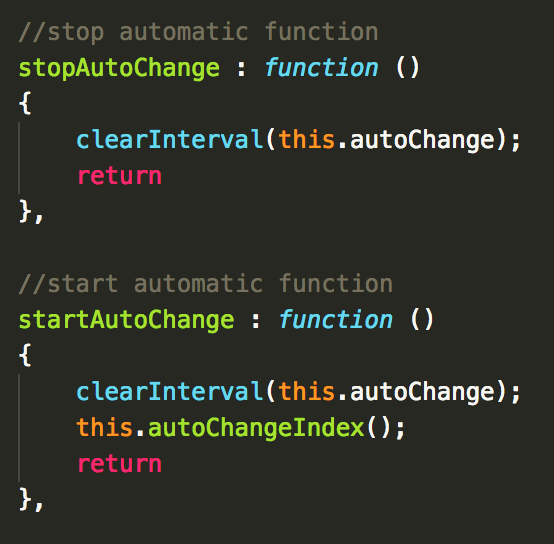 //stop automatic function
stopAutoChange : function ()
{
    clearInterval(this.autoChange);
    return
},

//start automatic function
startAutoChange : function ()
{
    clearInterval(this.autoChange);
    this.autoChangeIndex();
    return
},